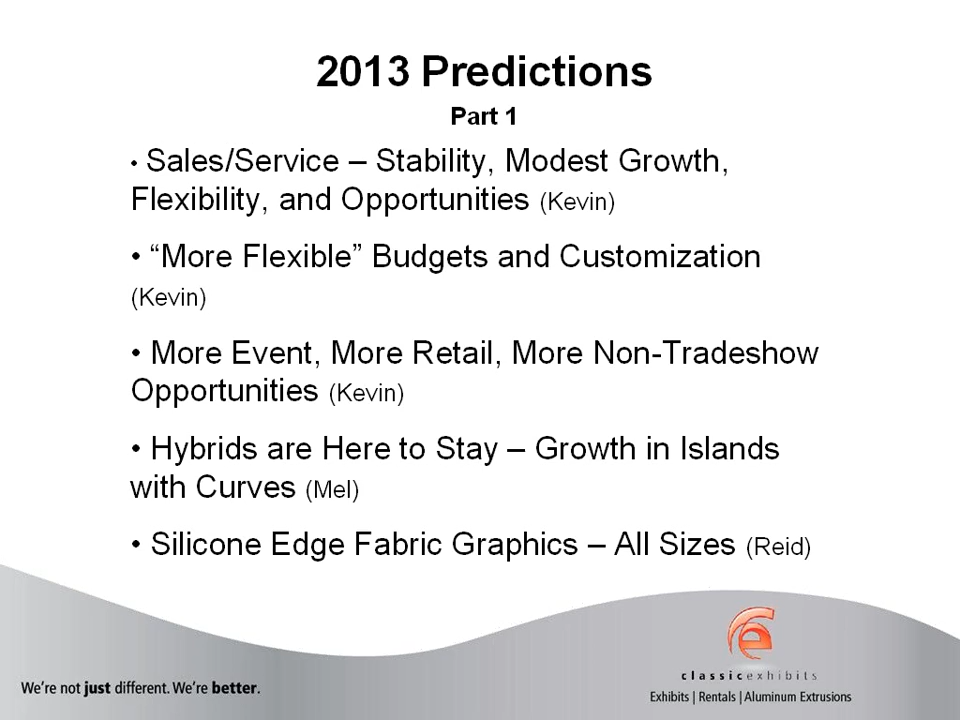 2013 Predictions
Part 1
• Sales/Service – Stability, Modest Growth,
Flexibility, and Opportunities (Kevin)
• “More Flexible” Budgets and Customization
(Kevin)
• More Event, More Retail, More Non-Tradeshow
Opportunities (Kevin)
• Hybrids are Here to Stay – Growth in Islands
with Curves (Mel)
• Silicone Edge Fabric Graphics – All Sizes (Reid)
We’re not just different. We’re better.
classicexhibits
Exhibits | Rentals | Aluminum Extrusions